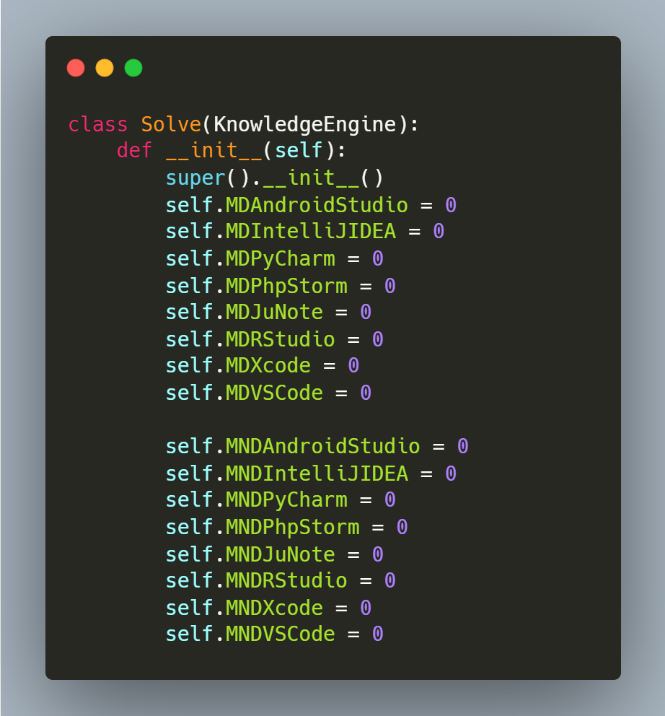 class Solve(KnowledgeEngine):
    def __init__(self):
        super().__init__()
        self.MDAndroidStudio = 0
        self.MDIntelliJIDEA = 0
        self.MDPyCharm = 0
        self.MDPhpStorm = 0
        self.MDJuNote = 0
        self.MDRStudio = 0
        self.MDXcode = 0
        self.MDVSCode = 0

        self.MNDAndroidStudio = 0
        self.MNDIntelliJIDEA = 0
        self.MNDPyCharm = 0
        self.MNDPhpStorm = 0
        self.MNDJuNote = 0
        self.MNDRStudio = 0
        self.MNDXcode = 0
        self.MNDVSCode = 0